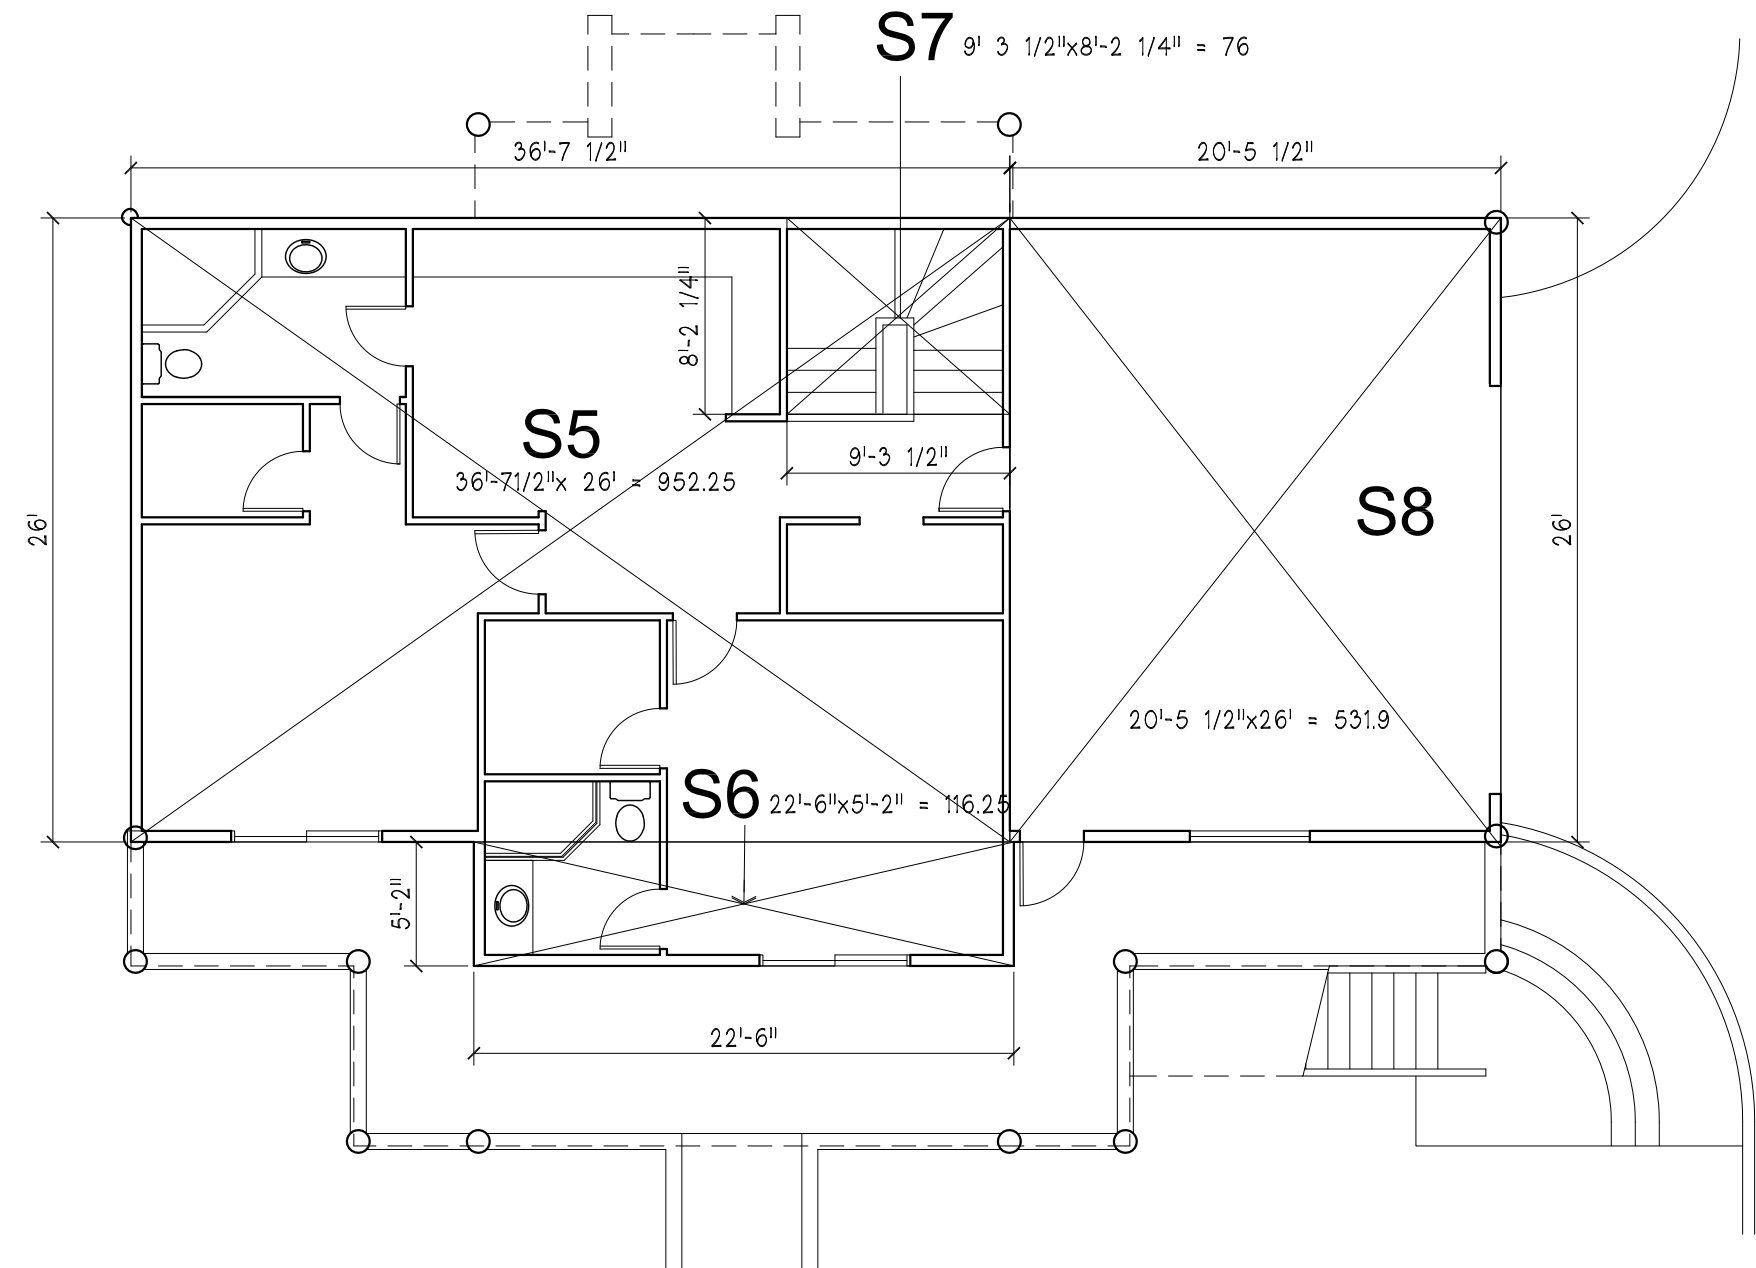 S7 9' 3 1/2"x8'-2 1/4" = 76
36'-7 1/2"
20'-5 1/2"
8'-2 1/4"
S5
36'-71/2"x 26' = 952.25
9'-3 1/2"
S8
26'
26'
20'-5 1/2"x26' = 531.9
S6 22'-6"x5'-2" = 116.25
5'-2"
22'-6"